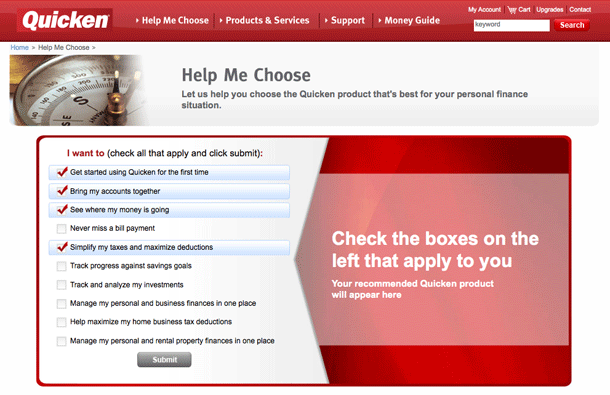 My Account Cart Upgrades Contact
Quicken
Help Me Choose Products & Services Support Money Guide
keyword Search
Home > Help Me Choose >
Help Me Choose
Let us help you choose the Quicken product that's best for your personal finance
situation.
I want to (check all that apply and click submit):
Get started using Quicken for the first time
Bring my accounts together
See where my money is going
Never miss a bill payment
Simplify my taxes and maximize deductions
Track progress against savings goals
Track and analyze my investments
Manage my personal and business finances in one place
Help maximize my home business tax deductions
Manage my personal and rental property finances in one place
Submit
Check the boxes on the
left that apply to you
Your recommended Quicken product
will appear here